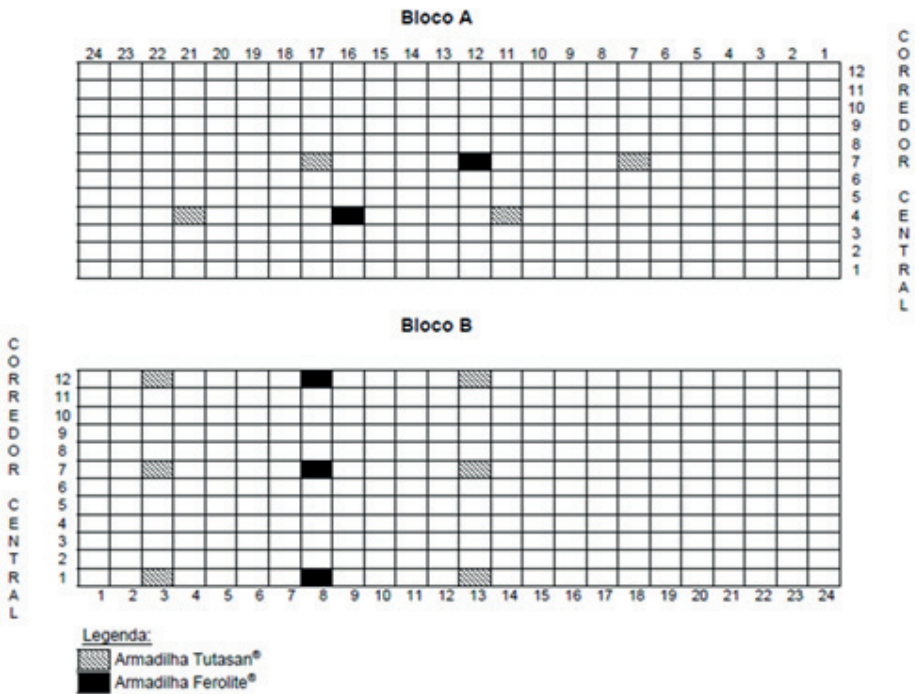 Bloco A
24 23 22 21 20 19 18 17 16 15 14 13 12 11 10 9 8 7 6 5 4 3 2 1
12
11
10
9
8
7
6
5
4
3
2
1
CORREDOR CENTRAL
Bloco B
CORREDOR CENTRAL
12
11
10
9
8
7
6
5
4
3
2
1
1 2 3 4 5 6 7 8 9 10 11 12 13 14 15 16 17 18 19 20 21 22 23 24
Legenda:
Armadilha Tutasan®
Armadilha Ferolite®